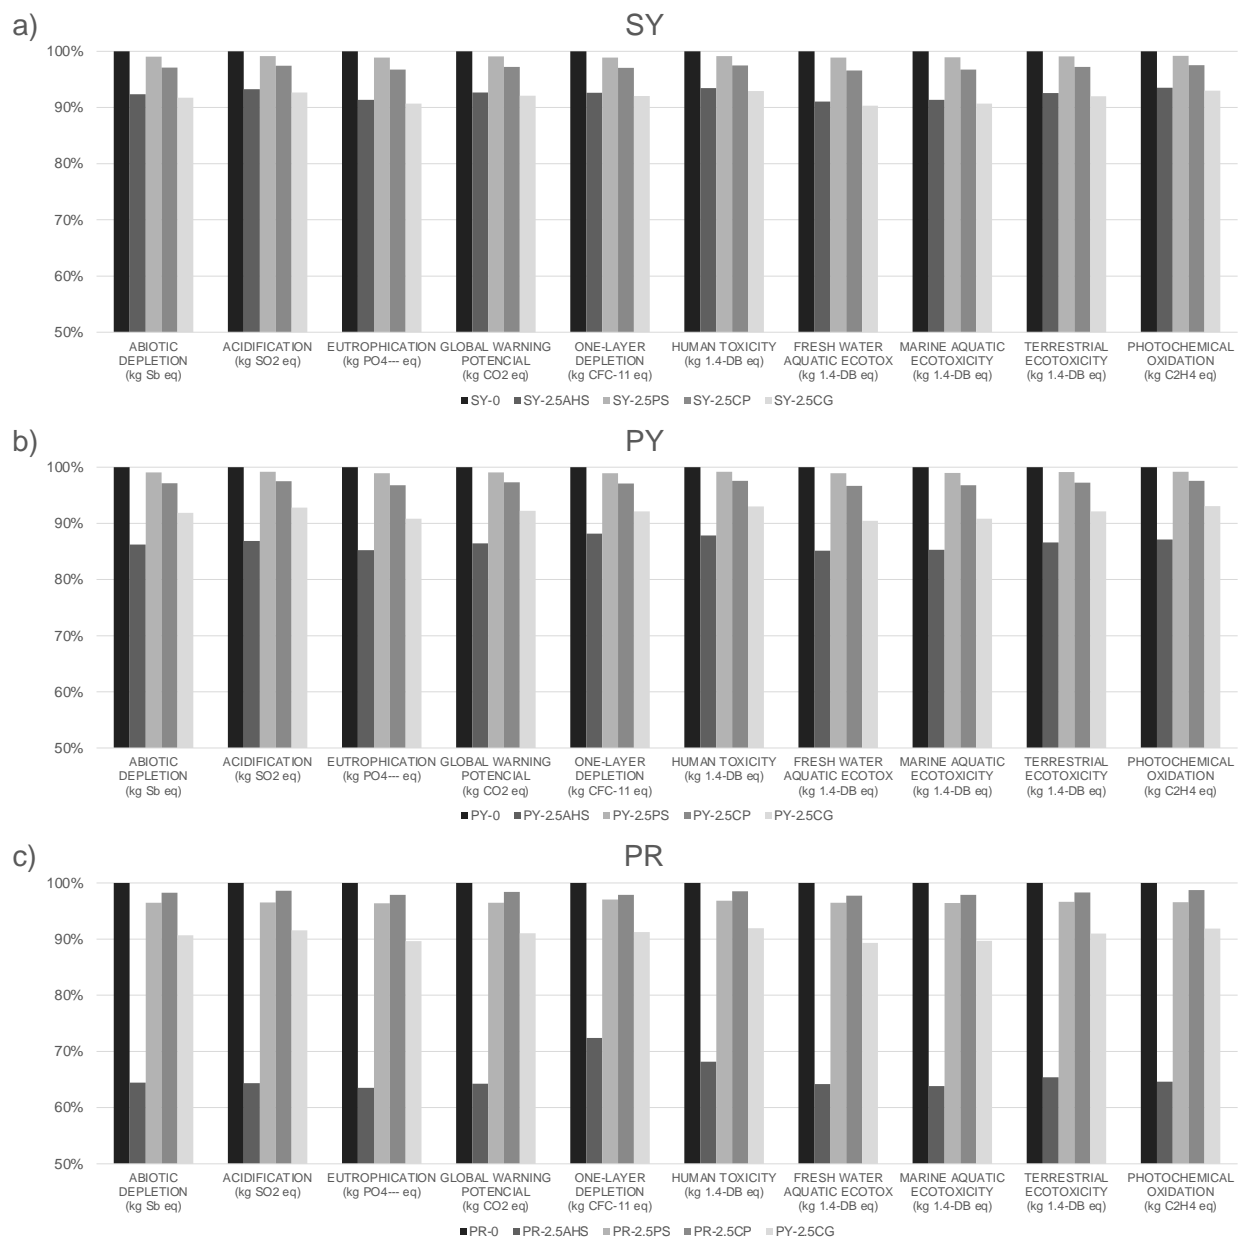 a)
SY
100%
90%
80%
70%
60%
50%
ABIOTIC
DEPLETION
(kg Sb eq)
ACIDIFICATION
(kg SO2 eq)
EUTROPHICATION
(kg PO4--- eq)
GLOBAL WARNING
POTENCIAL
(kg CO2 eq)
ONE-LAYER
DEPLETION
(kg CFC-11 eq)
HUMAN TOXICITY
(kg 1.4-DB eq)
FRESH WATER
AQUATIC ECOTOX
(kg 1.4-DB eq)
MARINE AQUATIC
ECOTOXICITY
(kg 1.4-DB eq)
TERRESTRIAL
ECOTOXICITY
(kg 1.4-DB eq)
PHOTOCHEMICAL
OXIDATION
(kg C2H4 eq)
SY-0 SY-2.5AHS SY-2.5PS SY-2.5CP SY-2.5CG
b)
PY
100%
90%
80%
70%
60%
50%
ABIOTIC
DEPLETION
(kg Sb eq)
ACIDIFICATION
(kg SO2 eq)
EUTROPHICATION
(kg PO4--- eq)
GLOBAL WARNING
POTENCIAL
(kg CO2 eq)
ONE-LAYER
DEPLETION
(kg CFC-11 eq)
HUMAN TOXICITY
(kg 1.4-DB eq)
FRESH WATER
AQUATIC ECOTOX
(kg 1.4-DB eq)
MARINE AQUATIC
ECOTOXICITY
(kg 1.4-DB eq)
TERRESTRIAL
ECOTOXICITY
(kg 1.4-DB eq)
PHOTOCHEMICAL
OXIDATION
(kg C2H4 eq)
PY-0 PY-2.5AHS PY-2.5PS PY-2.5CP PY-2.5CG
c)
PR
100%
90%
80%
70%
60%
50%
ABIOTIC
DEPLETION
(kg Sb eq)
ACIDIFICATION
(kg SO2 eq)
EUTROPHICATION
(kg PO4--- eq)
GLOBAL WARNING
POTENCIAL
(kg CO2 eq)
ONE-LAYER
DEPLETION
(kg CFC-11 eq)
HUMAN TOXICITY
(kg 1.4-DB eq)
FRESH WATER
AQUATIC ECOTOX
(kg 1.4-DB eq)
MARINE AQUATIC
ECOTOXICITY
(kg 1.4-DB eq)
TERRESTRIAL
ECOTOXICITY
(kg 1.4-DB eq)
PHOTOCHEMICAL
OXIDATION
(kg C2H4 eq)
PR-0 PR-2.5AHS PR-2.5PS PR-2.5CP PY-2.5CG